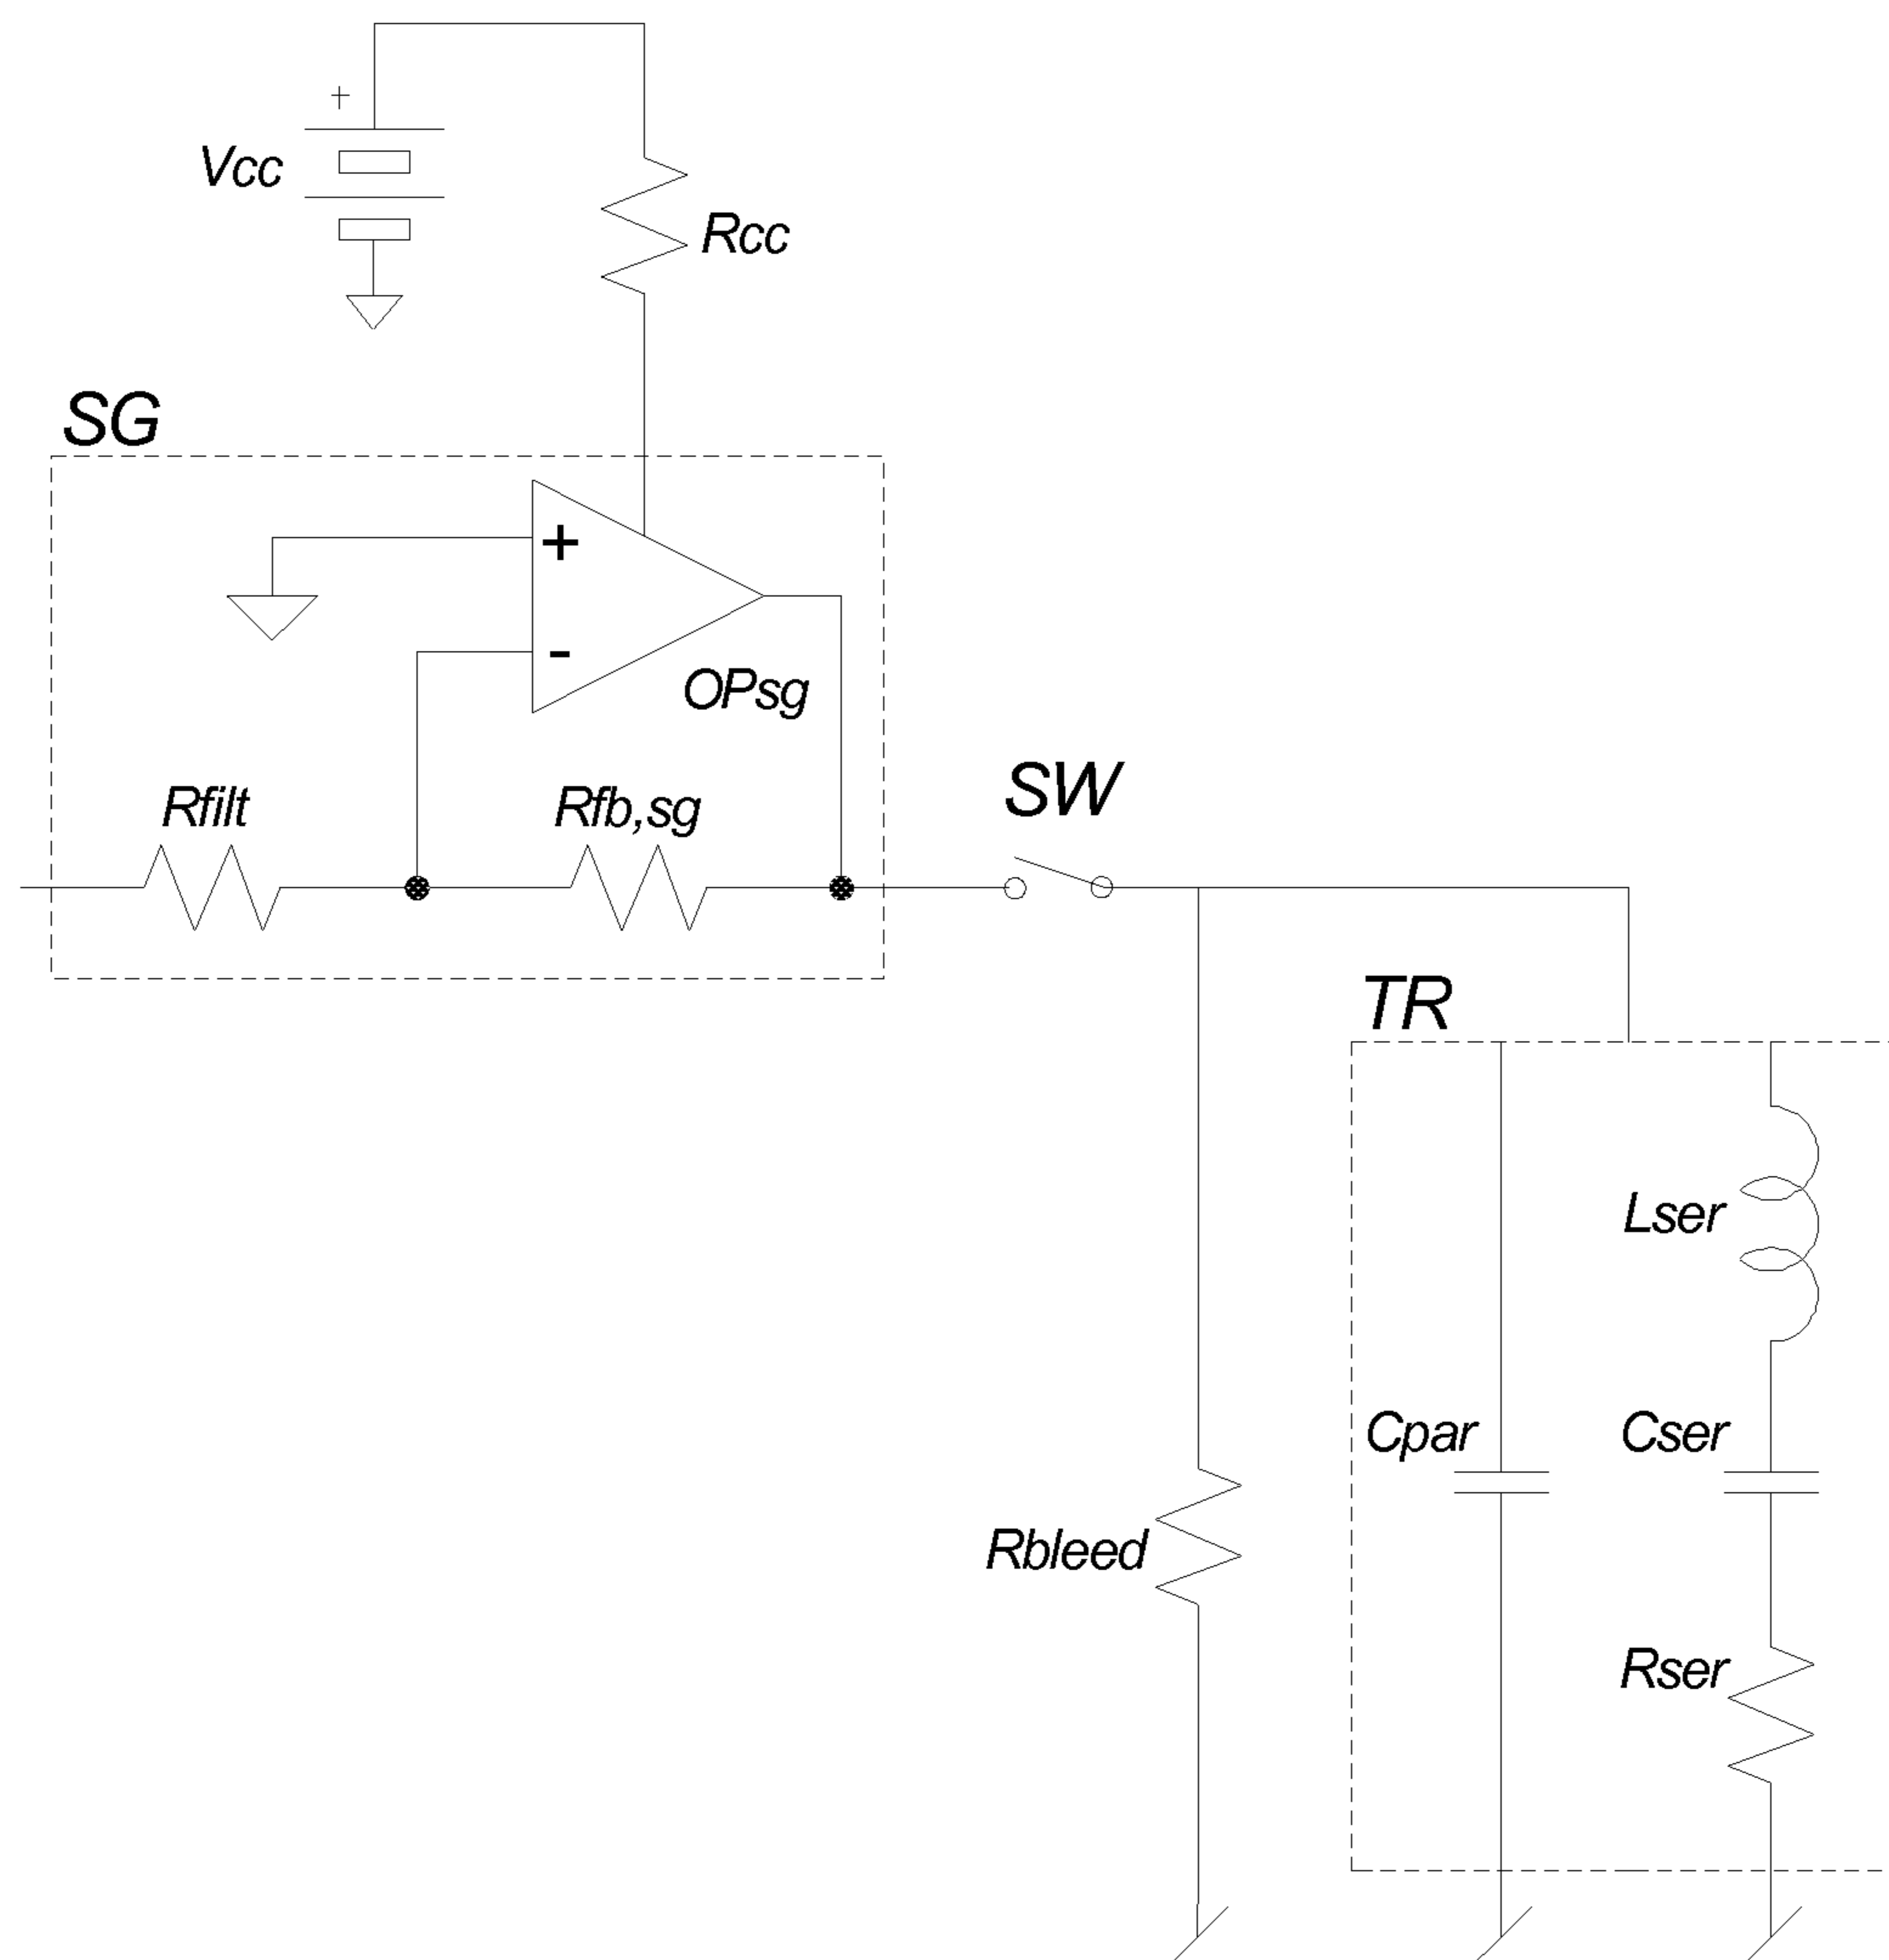 +
Vcc
Rcc
SG
+
-
OPsg
Rfilt
Rfb,sg
SW
TR
Lser
Cpar
Cser
Rbleed
Rser